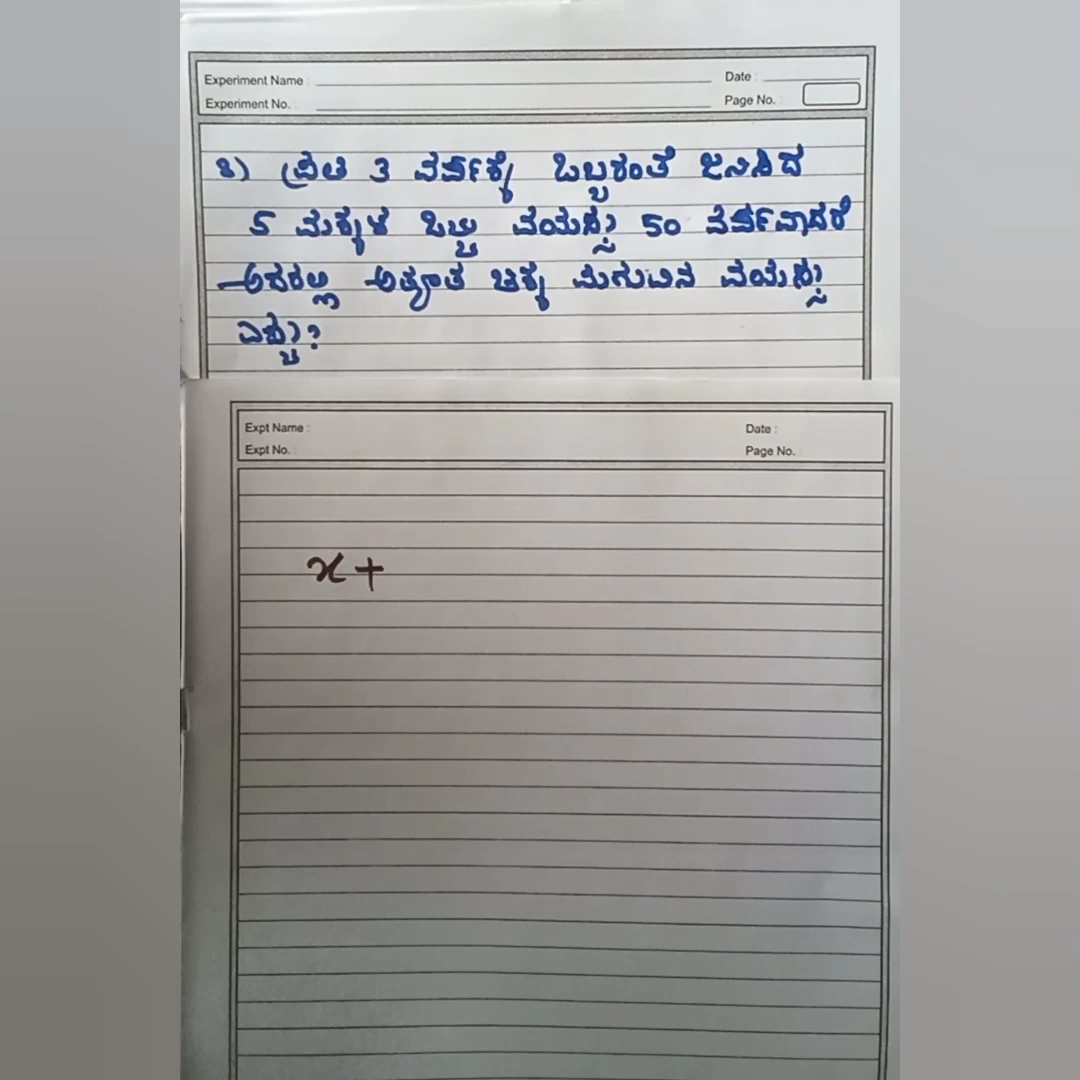 Experiment Name : Date :
Experiment No. : Page No. :
8) ಪ್ರತಿ 3 ವರ್ಷಕ್ಕೆ ಒಬ್ಬರಂತೆ ಜನಿಸಿದ
5 ಮಕ್ಕಳ ಒಟ್ಟು ವಯಸ್ಸು 50 ವರ್ಷವಾದರೆ
ಅದರಲ್ಲಿ ಅತ್ಯಂತ ಚಿಕ್ಕ ಮಗುವಿನ ವಯಸ್ಸು
ಎಷ್ಟು?
Expt Name : Date :
Expt No. : Page No. :
x +